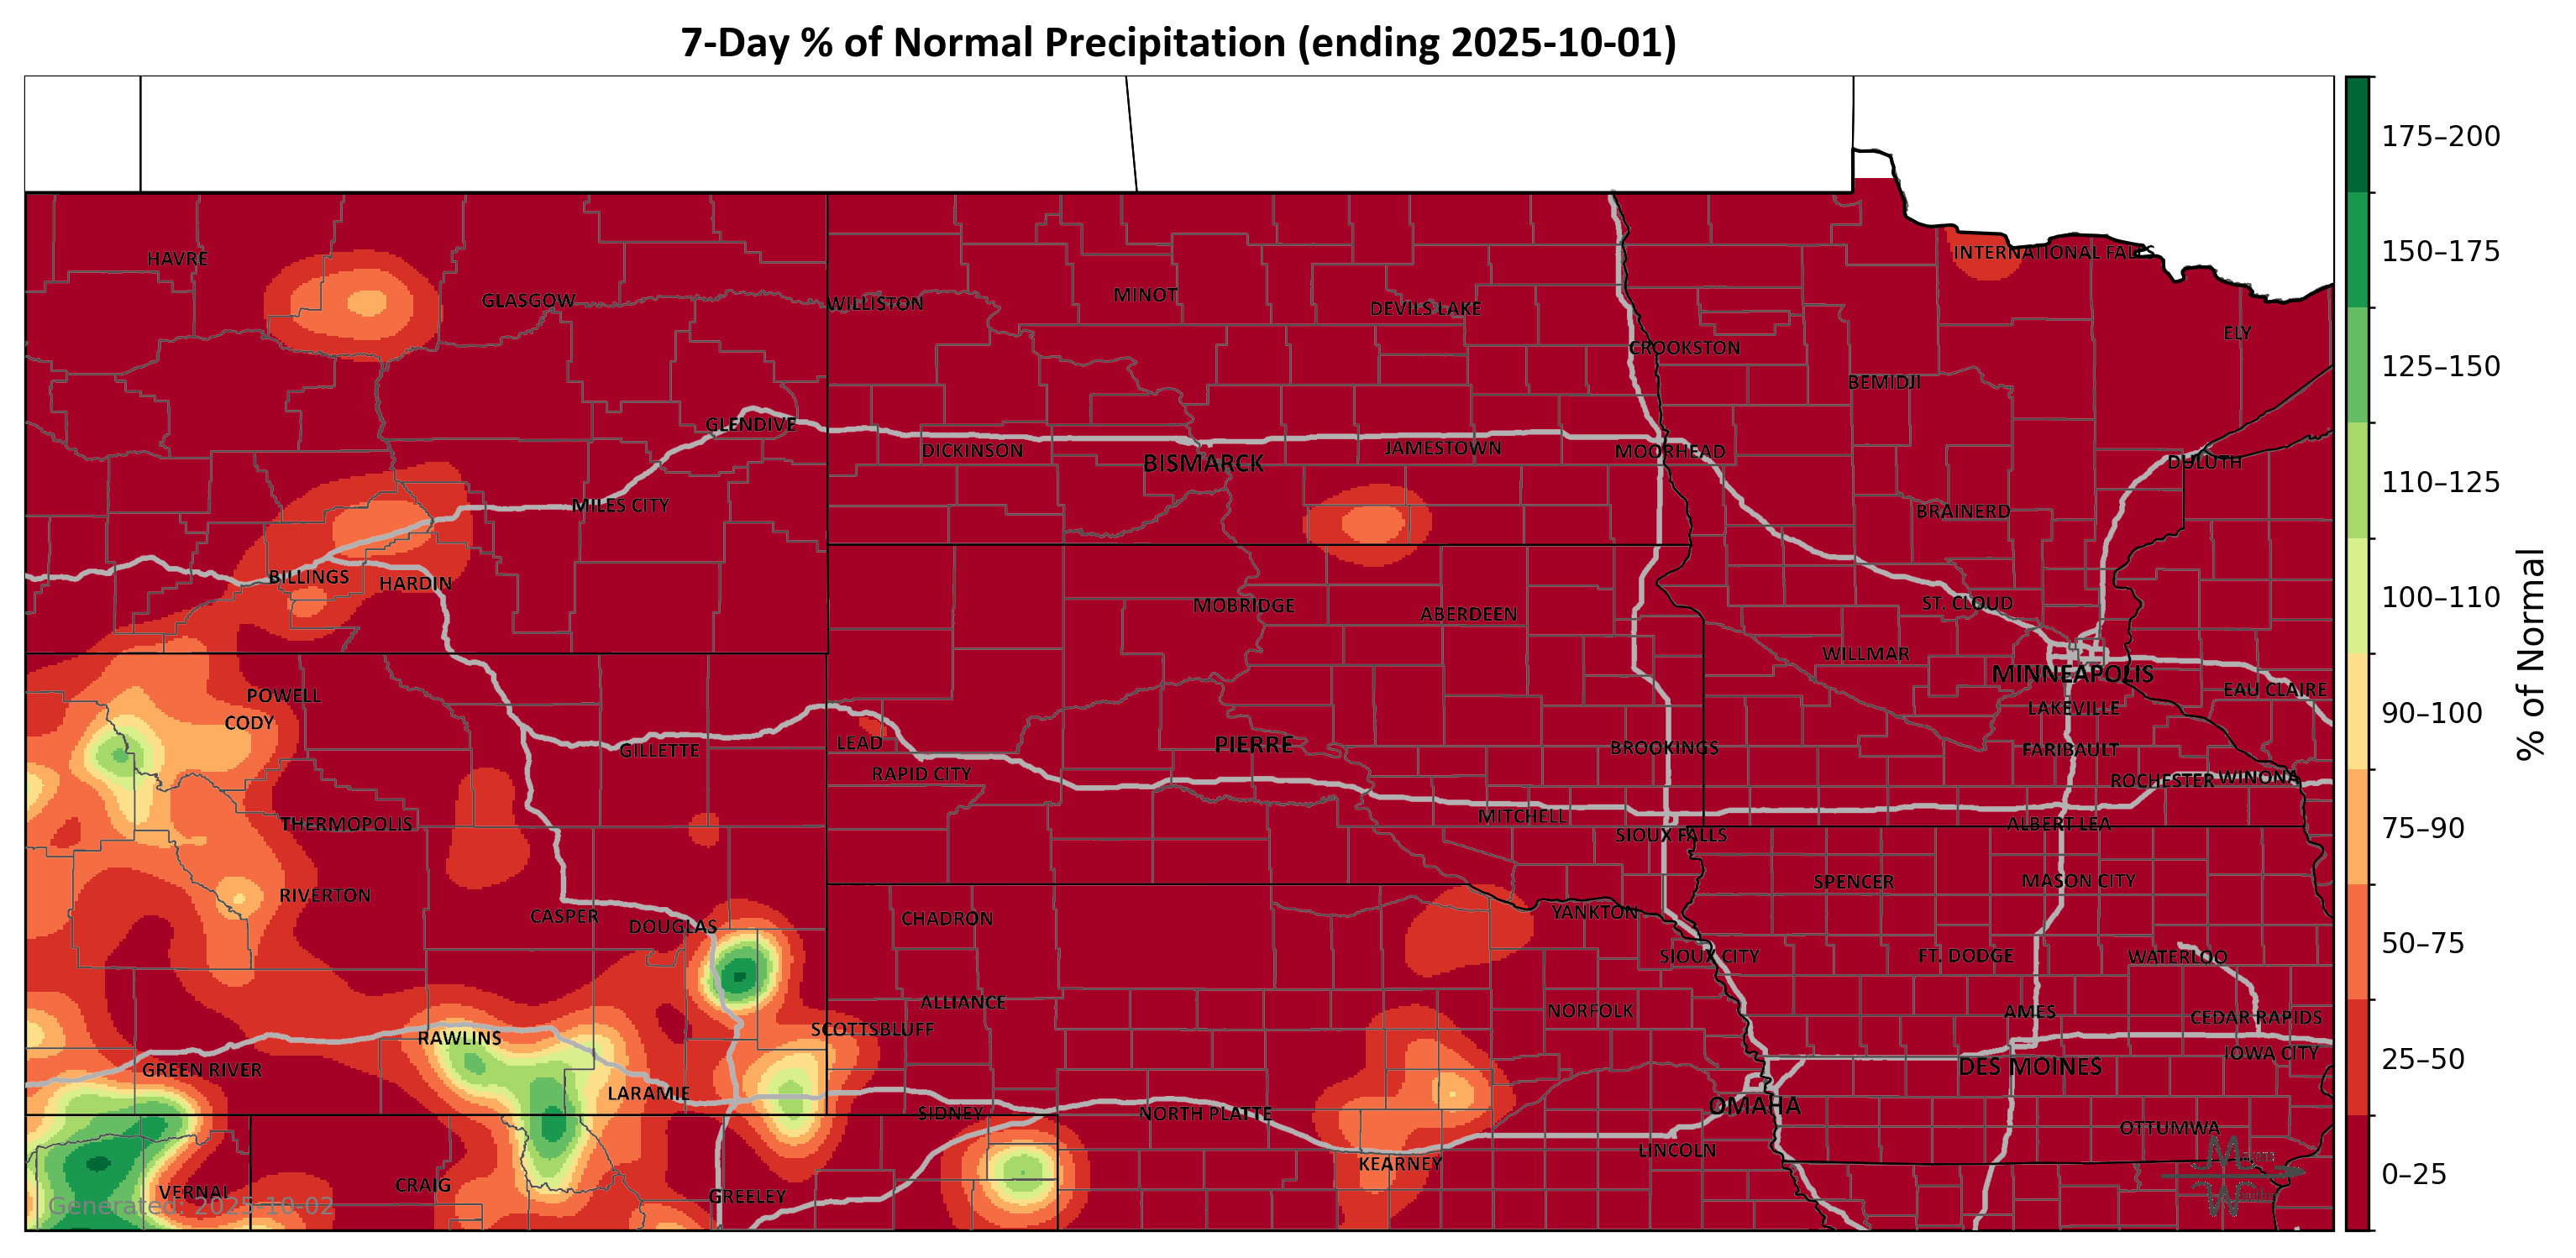 7-Day % of Normal Precipitation (ending 2025-10-01)
175–200
150–175
125–150
110–125
100–110
90–100
75–90
50–75
25–50
0–25
% of Normal
HAVRE
INTERNATIONAL FALLS
GLASGOW
WILLISTON
MINOT
DEVILS LAKE
ELY
CROOKSTON
BEMIDJI
GLENDIVE
DICKINSON
BISMARCK
JAMESTOWN
MOORHEAD
DULUTH
MILES CITY
BRAINERD
BILLINGS
HARDIN
MOBRIDGE
ABERDEEN
ST. CLOUD
WILLMAR
MINNEAPOLIS
EAU CLAIRE
POWELL
CODY
LAKEVILLE
GILLETTE
LEAD
PIERRE
BROOKINGS
FARIBAULT
RAPID CITY
ROCHESTER
WINONA
THERMOPOLIS
MITCHELL
SIOUX FALLS
ALBERT LEA
RIVERTON
SPENCER
MASON CITY
CASPER
DOUGLAS
CHADRON
YANKTON
SIOUX CITY
FT. DODGE
WATERLOO
ALLIANCE
NORFOLK
AMES
CEDAR RAPIDS
RAWLINS
SCOTTSBLUFF
GREEN RIVER
IOWA CITY
DES MOINES
LARAMIE
SIDNEY
NORTH PLATTE
OMAHA
OTTUMWA
LINCOLN
KEARNEY
VERNAL
CRAIG
GREELEY
Generated: 2025-10-02
M
W